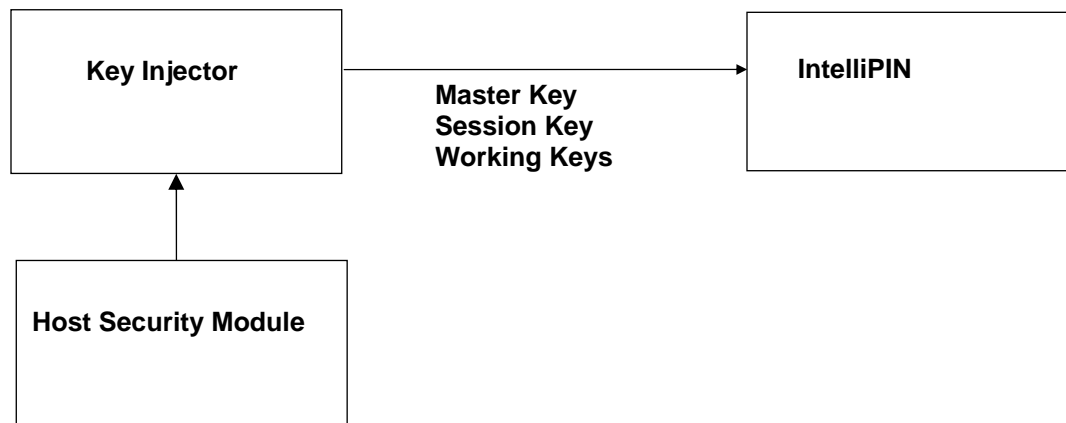 Key Injector
IntelliPIN
Master Key
Session Key
Working Keys
Host Security Module